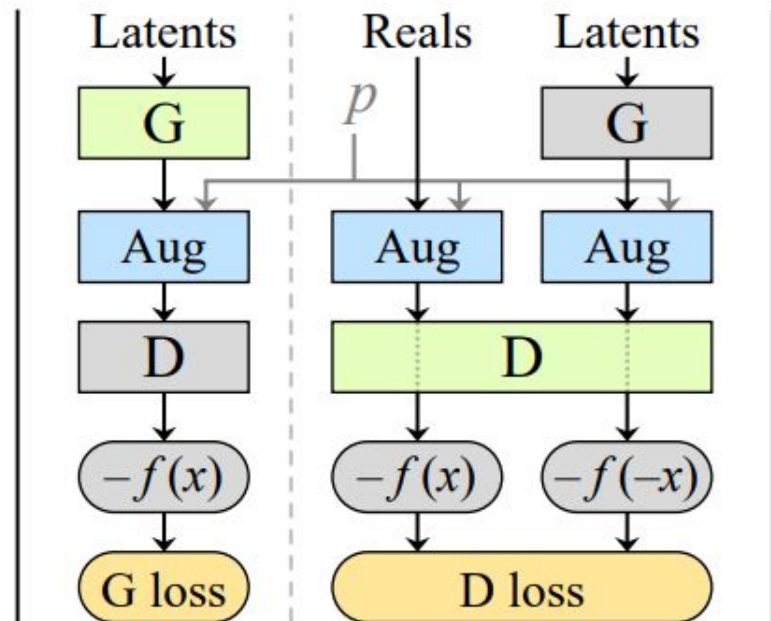 Latents Reals Latents
p
G G
Aug Aug Aug
D D
–f(x) –f(x) –f(–x)
G loss D loss